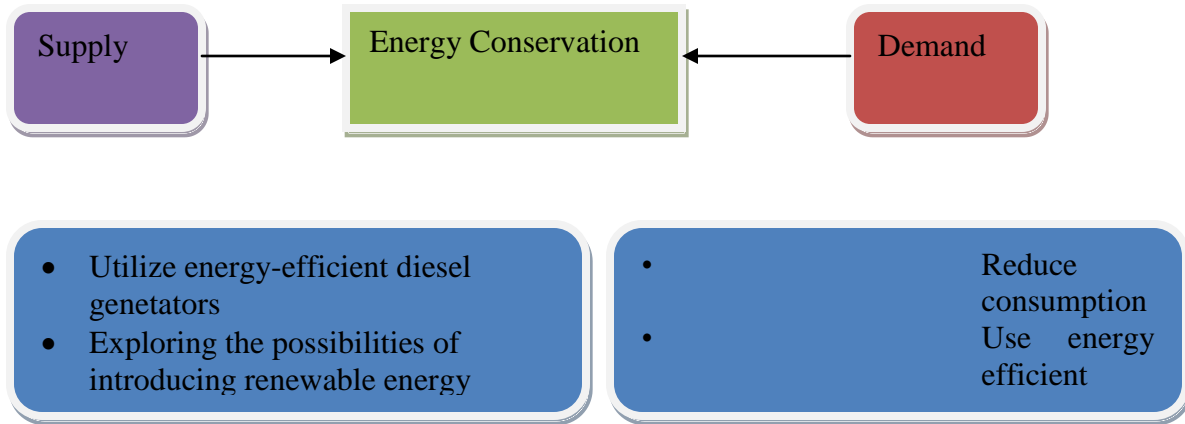 Supply
Energy Conservation
Demand
• Utilize energy-efficient diesel
genetators
• Exploring the possibilities of
introducing renewable energy
• Reduce
consumption
• Use energy
efficient